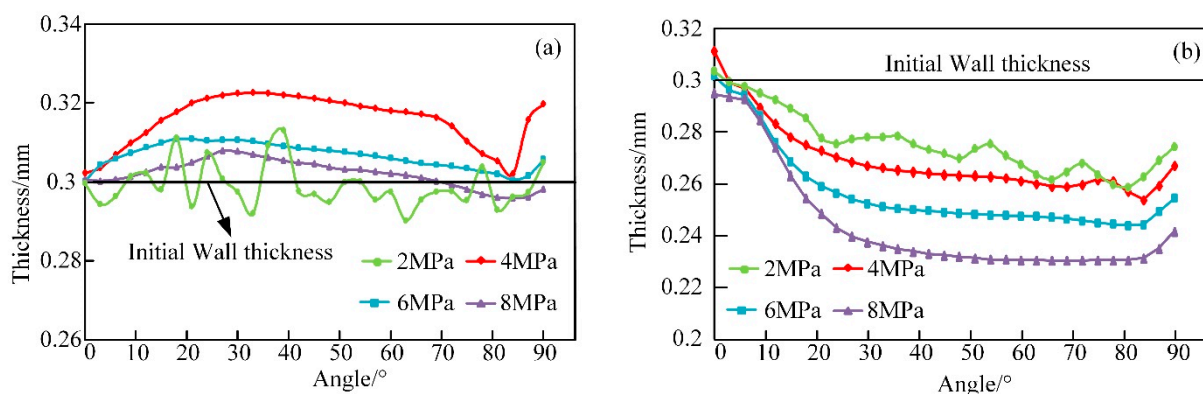 0.34
(a)
0.32
0.3
0.28
0.26
Thickness/mm
Initial Wall thickness
2MPa
4MPa
6MPa
8MPa
0 10 20 30 40 50 60 70 80 90
Angle/°
0.32
(b)
Initial Wall thickness
0.3
0.28
0.26
0.24
0.22
0.2
Thickness/mm
2MPa
4MPa
6MPa
8MPa
0 10 20 30 40 50 60 70 80 90
Angle/°